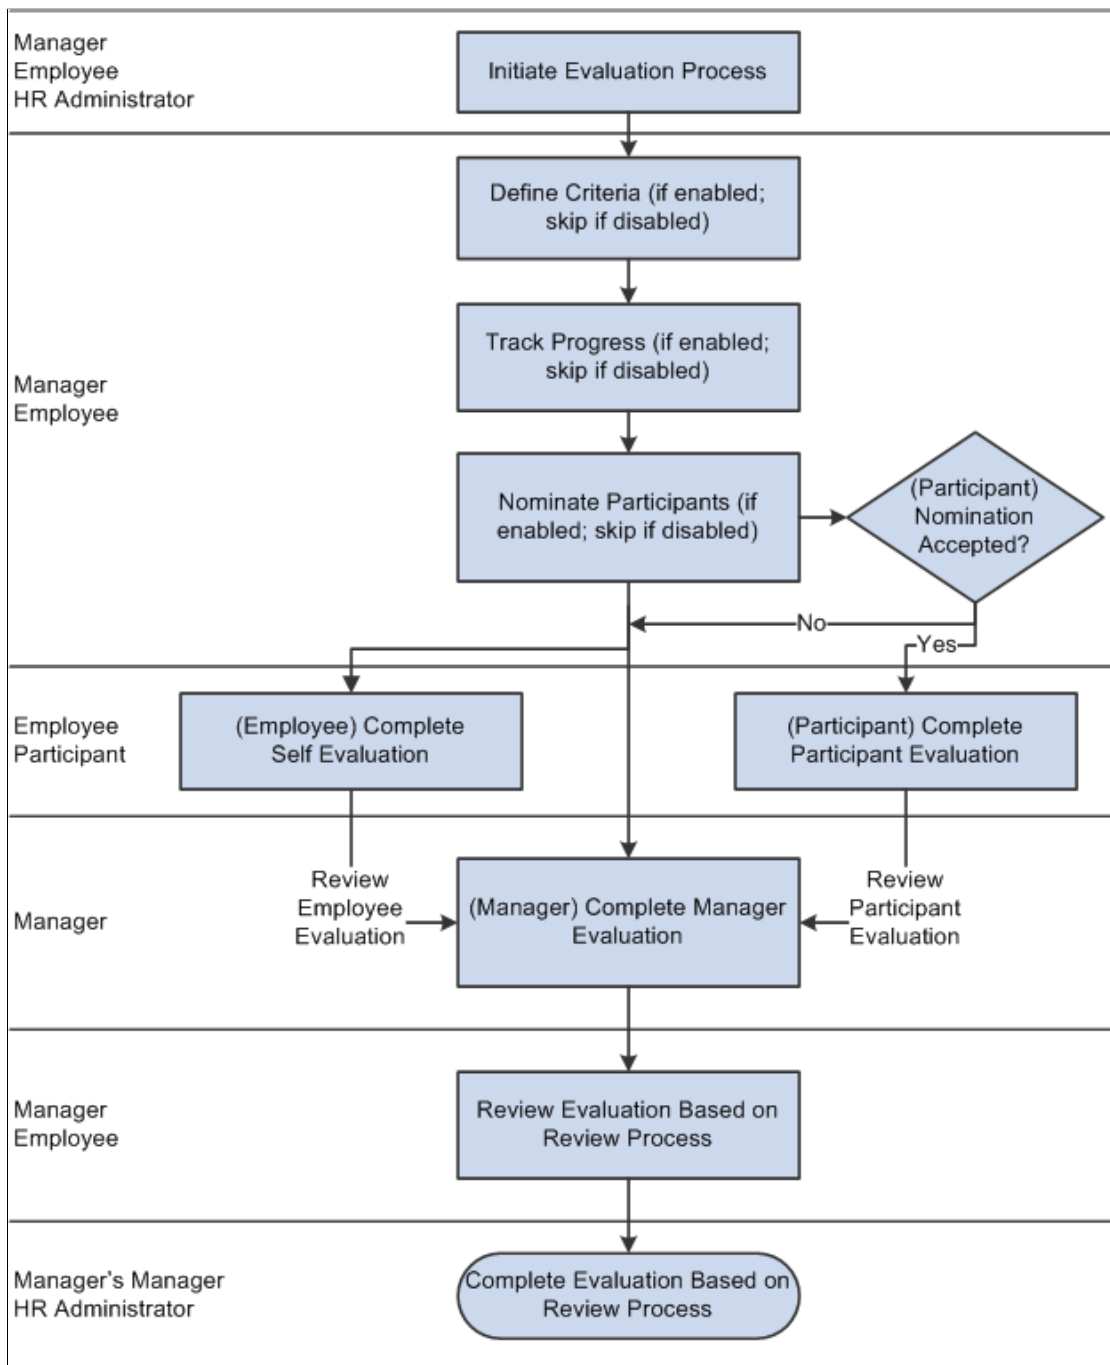 Manager
Employee
HR Administrator
Initiate Evaluation Process
Define Criteria (if enabled;
skip if disabled)
Track Progress (if enabled;
skip if disabled)
Manager
Employee
Nominate Participants (if
enabled; skip if disabled)
(Participant)
Nomination
Accepted?
No
Yes
Employee
Participant
(Employee) Complete
Self Evaluation
(Participant) Complete
Participant Evaluation
Manager
Review
Employee
Evaluation
(Manager) Complete Manager
Evaluation
Review
Participant
Evaluation
Manager
Employee
Review Evaluation Based on
Review Process
Manager's Manager
HR Administrator
Complete Evaluation Based on
Review Process